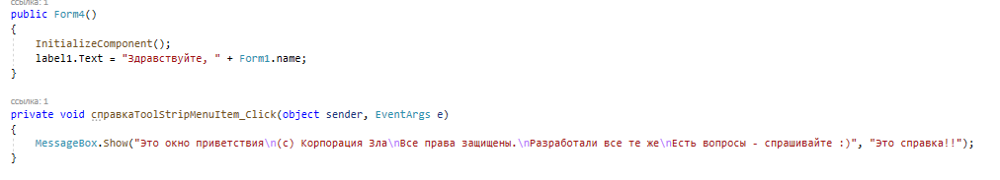 ссылка: 1
public Form4()
{
InitializeComponent();
label1.Text = "Здравствуйте, " + Form1.name;
}
ссылка: 1
private void справкаToolStripMenuItem_Click(object sender, EventArgs e)
{
MessageBox.Show("Это окно приветствия\n(c) Корпорация Зла\nВсе права защищены.\nРазработали все те же\nЕсть вопросы - спрашивайте :)", "Это справка!!");
}